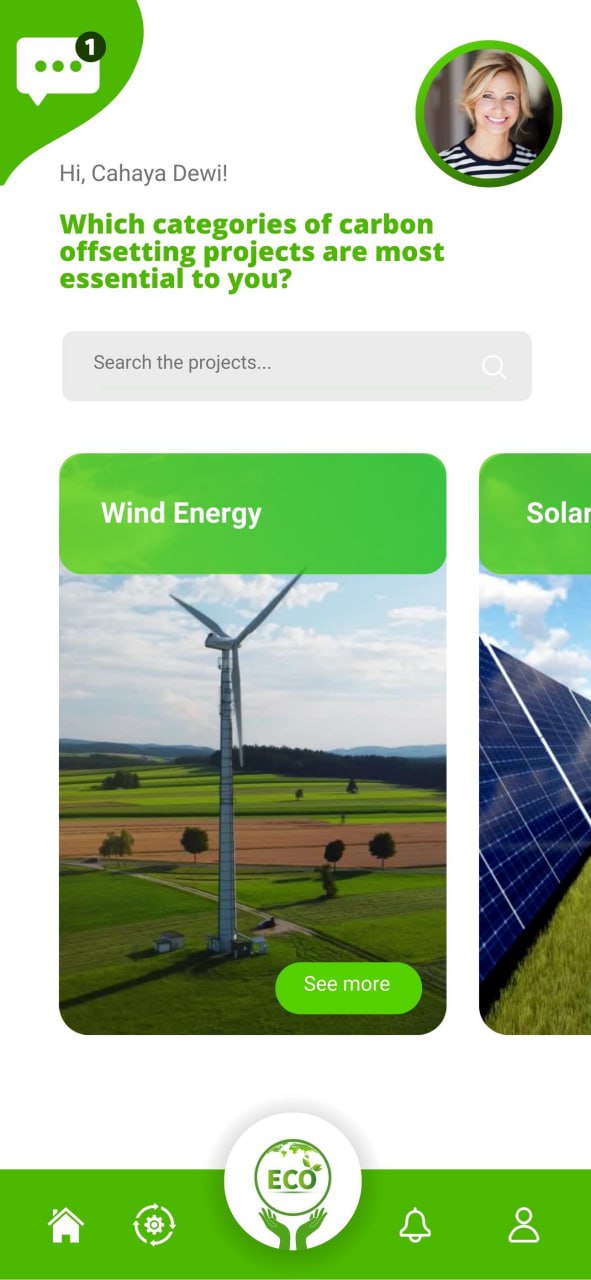 1
Hi, Cahaya Dewi!
Which categories of carbon
offsetting projects are most
essential to you?
Search the projects...
Wind Energy
Solar
See more
ECO